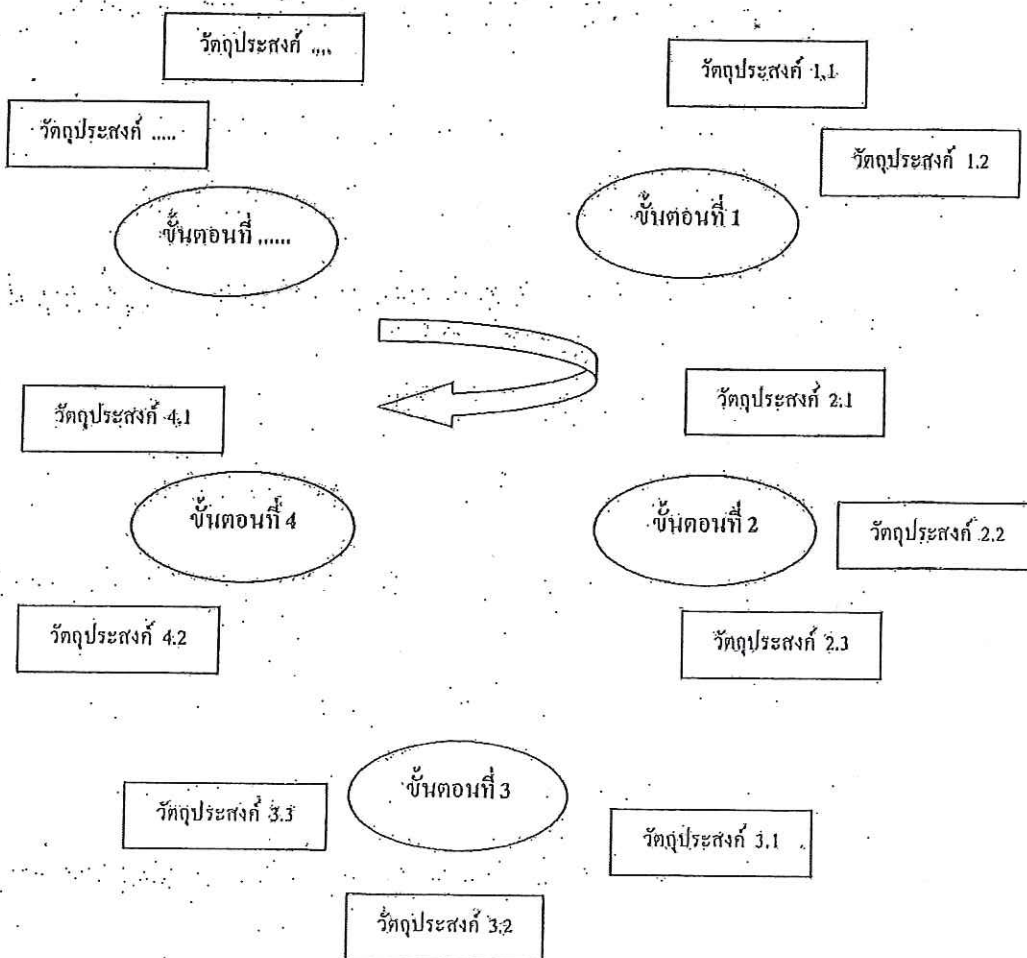 วัตถุประสงค์ ....
วัตถุประสงค์ 1.1
วัตถุประสงค์ .....
วัตถุประสงค์ 1.2
ขั้นตอนที่ ......
ขั้นตอนที่ 1
วัตถุประสงค์ 4.1
วัตถุประสงค์ 2.1
ขั้นตอนที่ 4
ขั้นตอนที่ 2
วัตถุประสงค์ 2.2
วัตถุประสงค์ 4.2
วัตถุประสงค์ 2.3
ขั้นตอนที่ 3
วัตถุประสงค์ 3.3
วัตถุประสงค์ 3.1
วัตถุประสงค์ 3.2